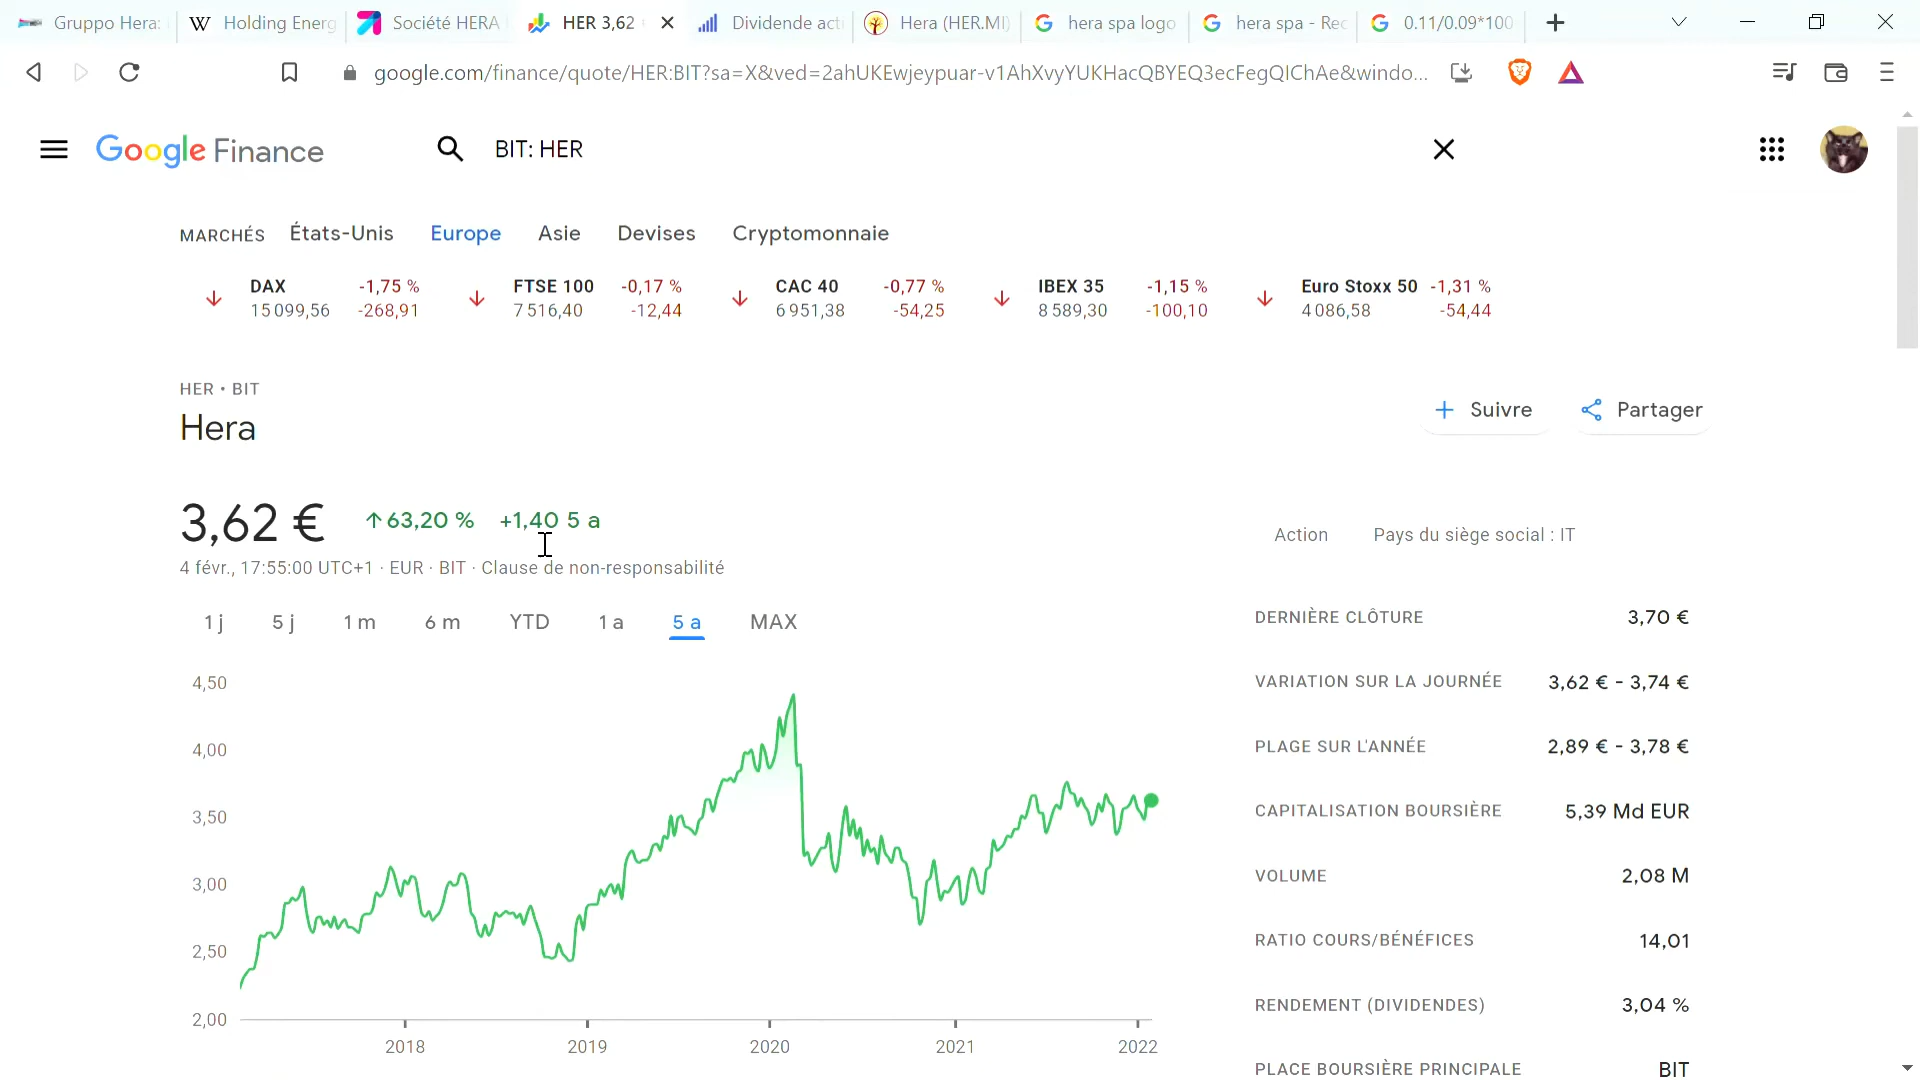 Gruppo Hera:
Holding Energ
Société HERA
HER 3,62
Dividende acti
Hera (HER.MI)
hera spa logo
hera spa - Rec
0.11/0.09*100
google.com/finance/quote/HER:BIT?sa=X&ved=2ahUKEwjeypuar-v1AhXvyYUKHacQBYEQ3ecFegQIChAe&windo...
Google Finance
BIT: HER
MARCHÉS États-Unis Europe Asie Devises Cryptomonnaie
DAX -1,75 % FTSE 100 -0,17 % CAC 40 -0,77 % IBEX 35 -1,15 % Euro Stoxx 50 -1,31 %
15 099,56 -268,91 7 516,40 -12,44 6 951,38 -54,25 8 589,30 -100,10 4 086,58 -54,44
HER • BIT
Hera
Suivre Partager
3,62 € ↑63,20 % +1,40 5 a
4 févr., 17:55:00 UTC+1 · EUR · BIT · Clause de non-responsabilité
1 j 5 j 1 m 6 m YTD 1 a 5 a MAX
4,50
4,00
3,50
3,00
2,50
2,00
2018 2019 2020 2021 2022
Action Pays du siège social : IT
DERNIÈRE CLÔTURE 3,70 €
VARIATION SUR LA JOURNÉE 3,62 € - 3,74 €
PLAGE SUR L'ANNÉE 2,89 € - 3,78 €
CAPITALISATION BOURSIÈRE 5,39 Md EUR
VOLUME 2,08 M
RATIO COURS/BÉNÉFICES 14,01
RENDEMENT (DIVIDENDES) 3,04 %
PLACE BOURSIÈRE PRINCIPALE BIT